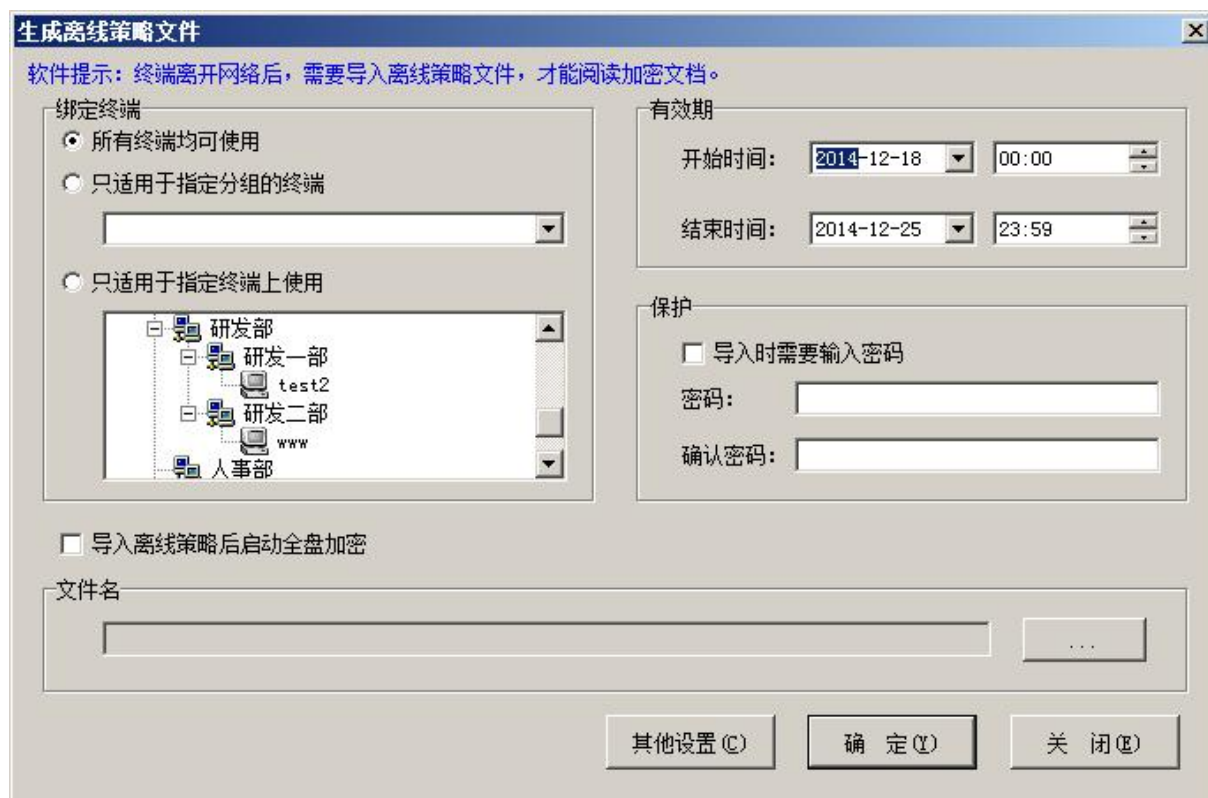 生成离线策略文件
软件提示：终端离开网络后，需要导入离线策略文件，才能阅读加密文档。
绑定终端
所有终端均可使用
只适用于指定分组的终端
只适用于指定终端上使用
研发部
研发一部
test2
研发二部
www
人事部
有效期
开始时间： 2014-12-18 00:00
结束时间： 2014-12-25 23:59
保护
导入时需要输入密码
密码：
确认密码：
导入离线策略后启动全盘加密
文件名
...
其他设置(C) 确 定(Y) 关 闭(E)